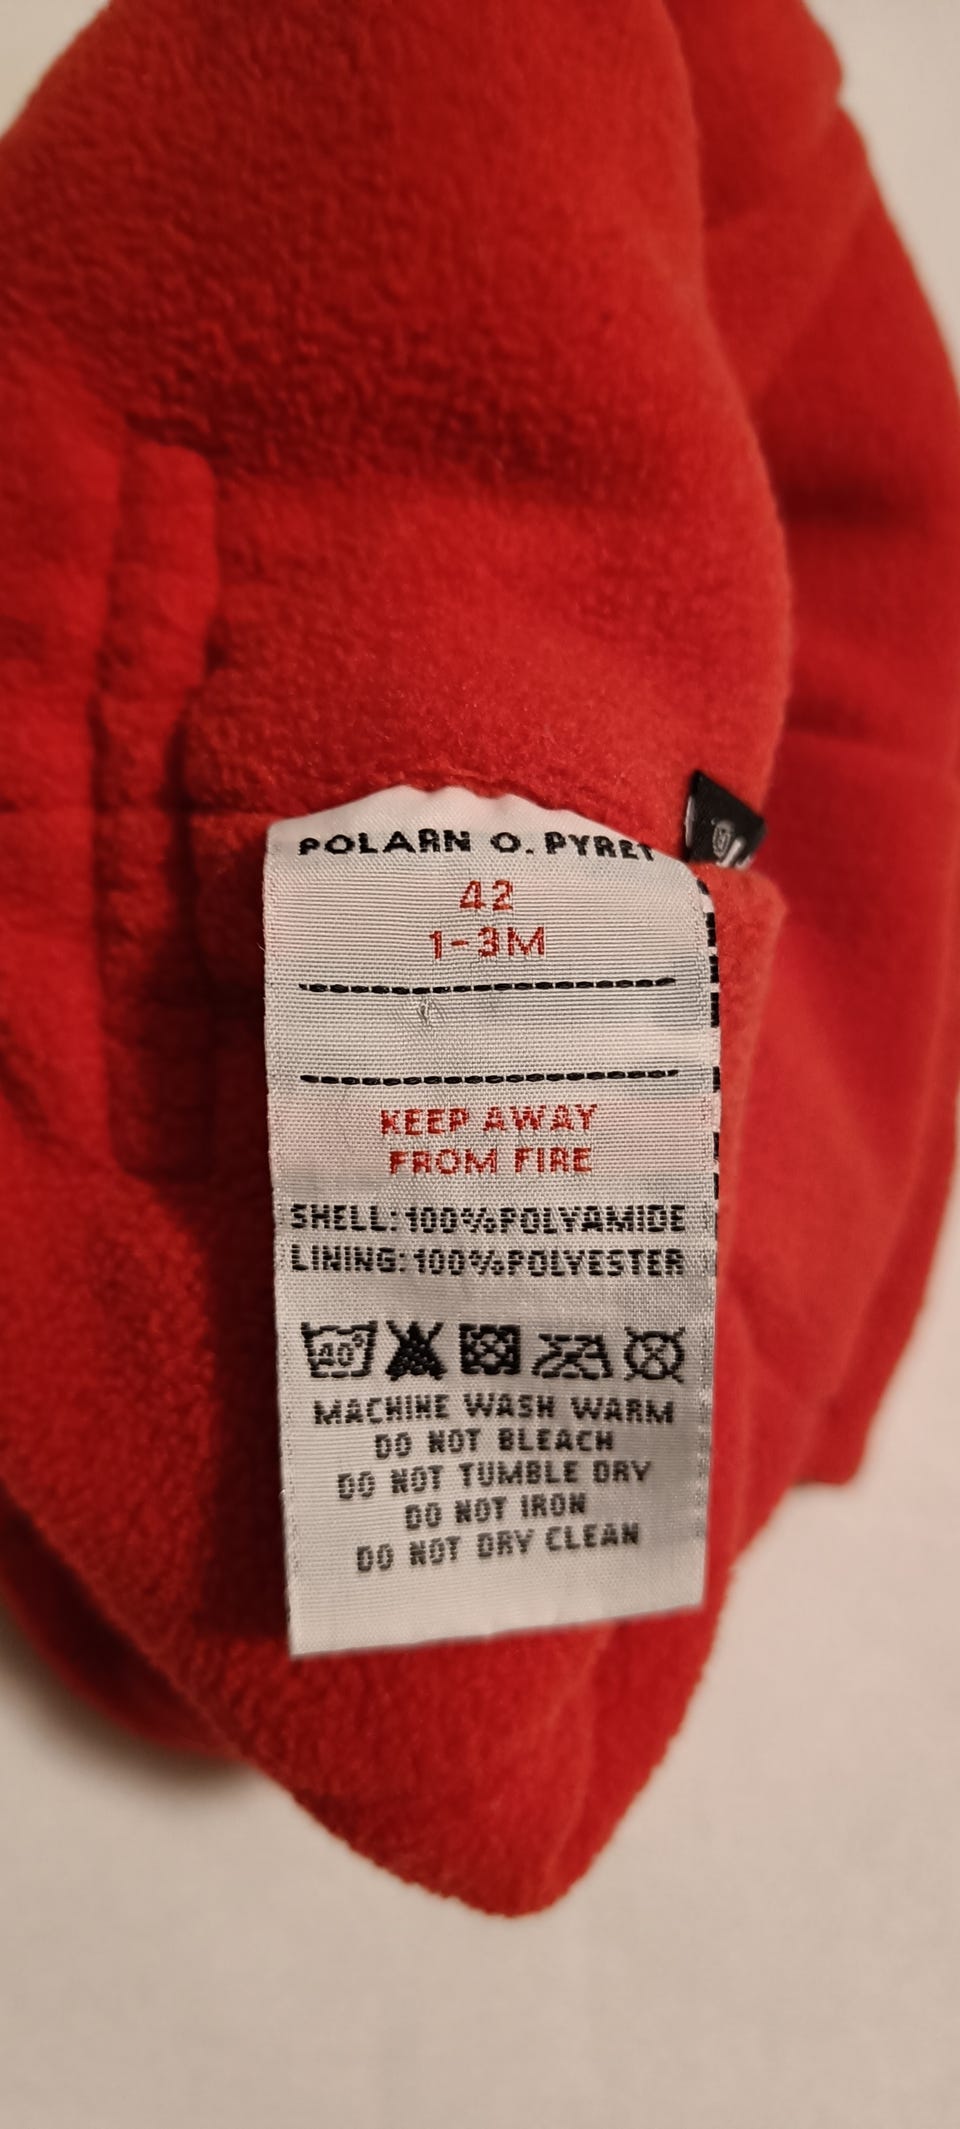 POLARN O. PYRET
42
1-3M
KEEP AWAY
FROM FIRE
SHELL: 100% POLYAMIDE
LINING: 100% POLYESTER
40°
MACHINE WASH WARM
DO NOT BLEACH
DO NOT TUMBLE DRY
DO NOT IRON
DO NOT DRY CLEAN